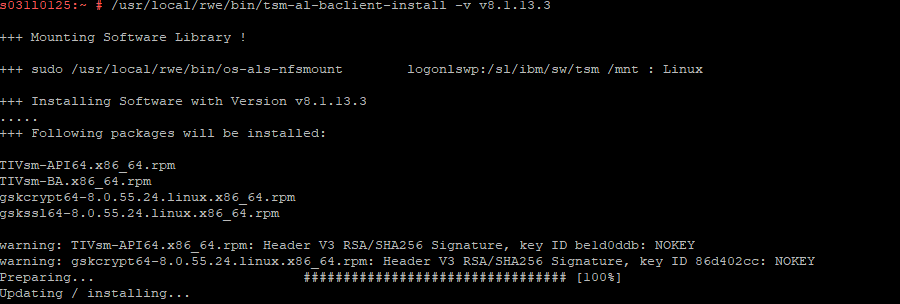 s03110125:~ # /usr/local/rwe/bin/tsm-al-baclient-install -v v8.1.13.3
+++ Mounting Software Library !
+++ sudo /usr/local/rwe/bin/os-als-nfsmount logonlswp:/sl/ibm/sw/tsm /mnt : Linux
+++ Installing Software with Version v8.1.13.3
.....
+++ Following packages will be installed:
TIVsm-API64.x86_64.rpm
TIVsm-BA.x86_64.rpm
gskcrypt64-8.0.55.24.linux.x86_64.rpm
gskssl64-8.0.55.24.linux.x86_64.rpm
warning: TIVsm-API64.x86_64.rpm: Header V3 RSA/SHA256 Signature, key ID be1d0ddb: NOKEY
warning: gskcrypt64-8.0.55.24.linux.x86_64.rpm: Header V3 RSA/SHA256 Signature, key ID 86d402cc: NOKEY
Preparing... ################################# [100%]
Updating / installing...